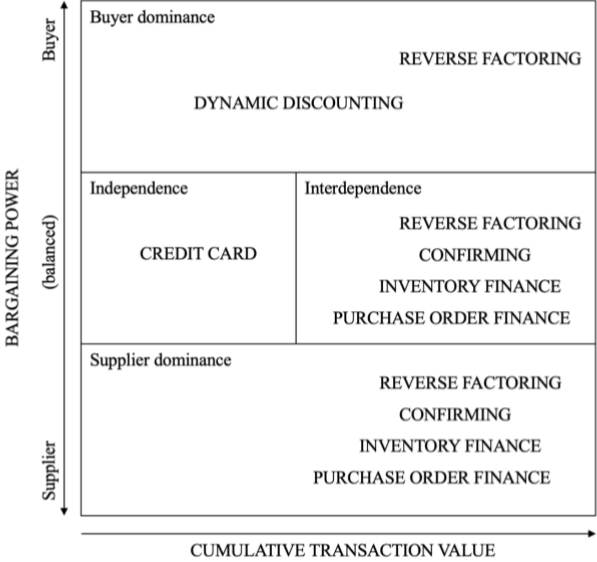 Buyer dominance
REVERSE FACTORING
DYNAMIC DISCOUNTING
Independence
CREDIT CARD
Interdependence
REVERSE FACTORING
CONFIRMING
INVENTORY FINANCE
PURCHASE ORDER FINANCE
Supplier dominance
REVERSE FACTORING
CONFIRMING
INVENTORY FINANCE
PURCHASE ORDER FINANCE
BARGAINING POWER
Buyer
(balanced)
Supplier
CUMULATIVE TRANSACTION VALUE